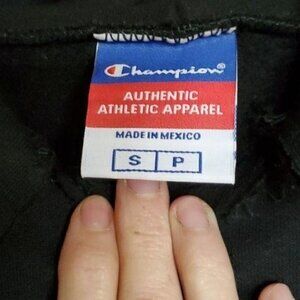 Champion®
AUTHENTIC
ATHLETIC APPAREL
MADE IN MEXICO
S P